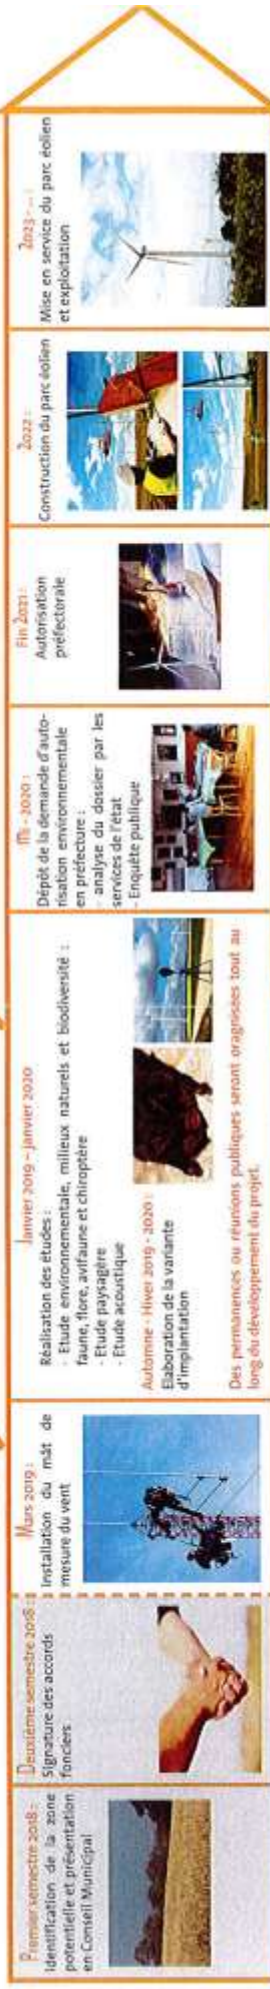 Premier semestre 2018 :
Identification de la zone
potentielle et présentation
en Conseil Municipal
Deuxième semestre 2018 :
Signature des accords
fonciers
Mars 2019 :
Installation du mât de
mesure du vent
Janvier 2019 – janvier 2020
Réalisation des études :
- Etude environnementale, milieux naturels et biodiversité :
faune, flore, avifaune et chiroptère
- Etude paysagère
- Etude acoustique
Automne - Hiver 2019 - 2020 :
Elaboration de la variante
d'implantation
Des permanences ou réunions publiques seront oragnisées tout au
long du développement du projet.
Mi - 2020 :
Dépôt de la demande d'auto-
risation environnementale
en préfecture :
- analyse du dossier par les
services de l'état
- Enquête publique
Fin 2021 :
Autorisation
préfectorale
2022 :
Construction du parc éolien
2023 - ... :
Mise en service du parc éolien
et exploitation